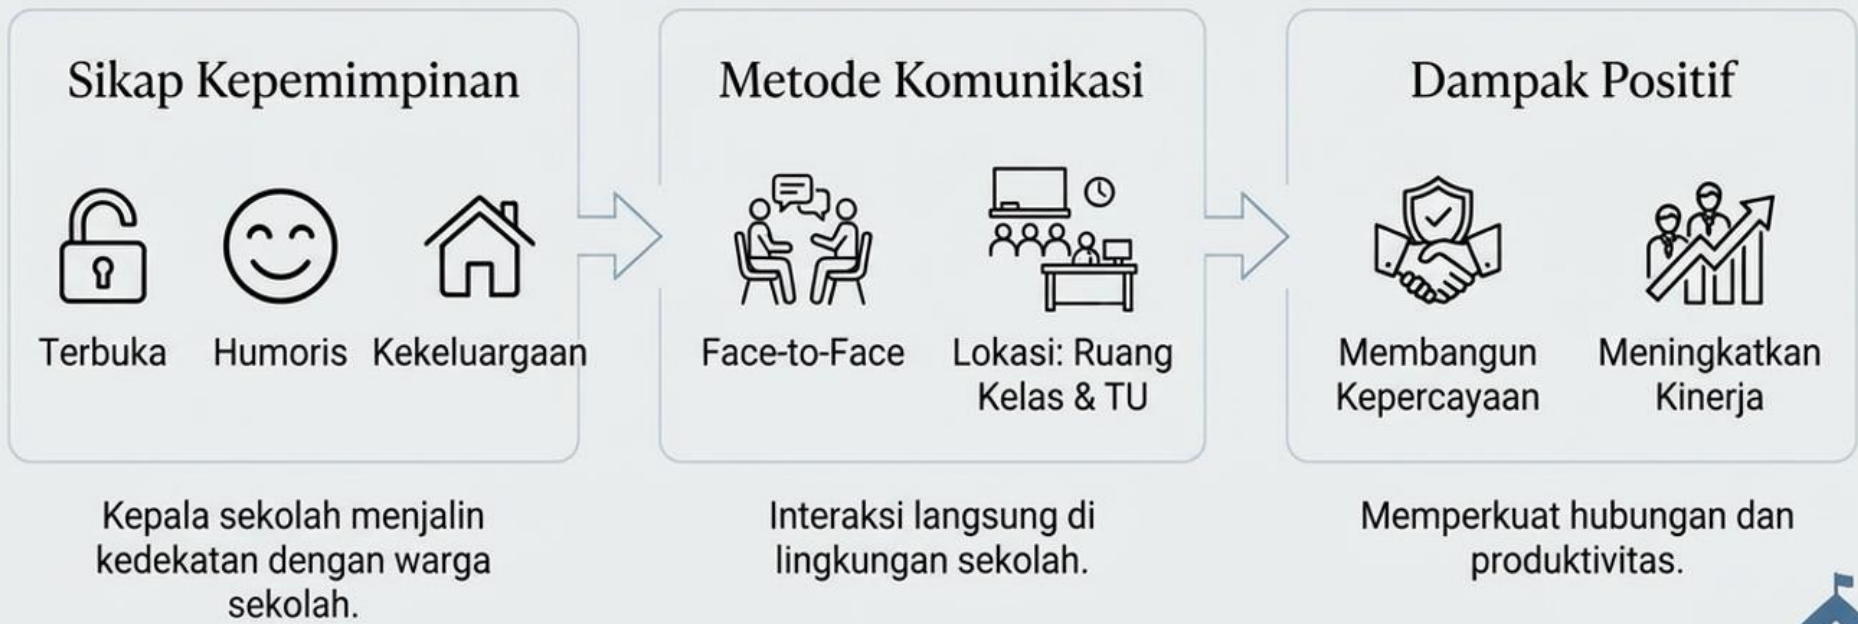 Sikap Kepemimpinan
Terbuka
Humoris
Kekeluargaan
Kepala sekolah menjalin
kedekatan dengan warga
sekolah.
Metode Komunikasi
Face-to-Face
Lokasi: Ruang
Kelas & TU
Interaksi langsung di
lingkungan sekolah.
Dampak Positif
Membangun
Kepercayaan
Meningkatkan
Kinerja
Memperkuat hubungan dan
produktivitas.